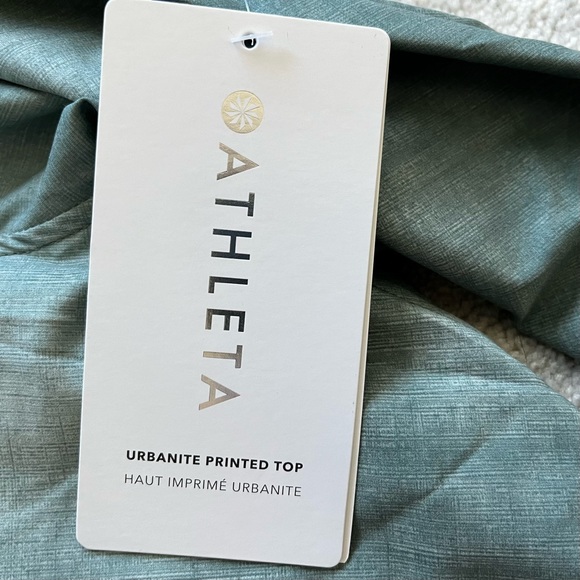 ATHLETA
URBANITE PRINTED TOP
HAUT IMPRIMÉ URBANITE